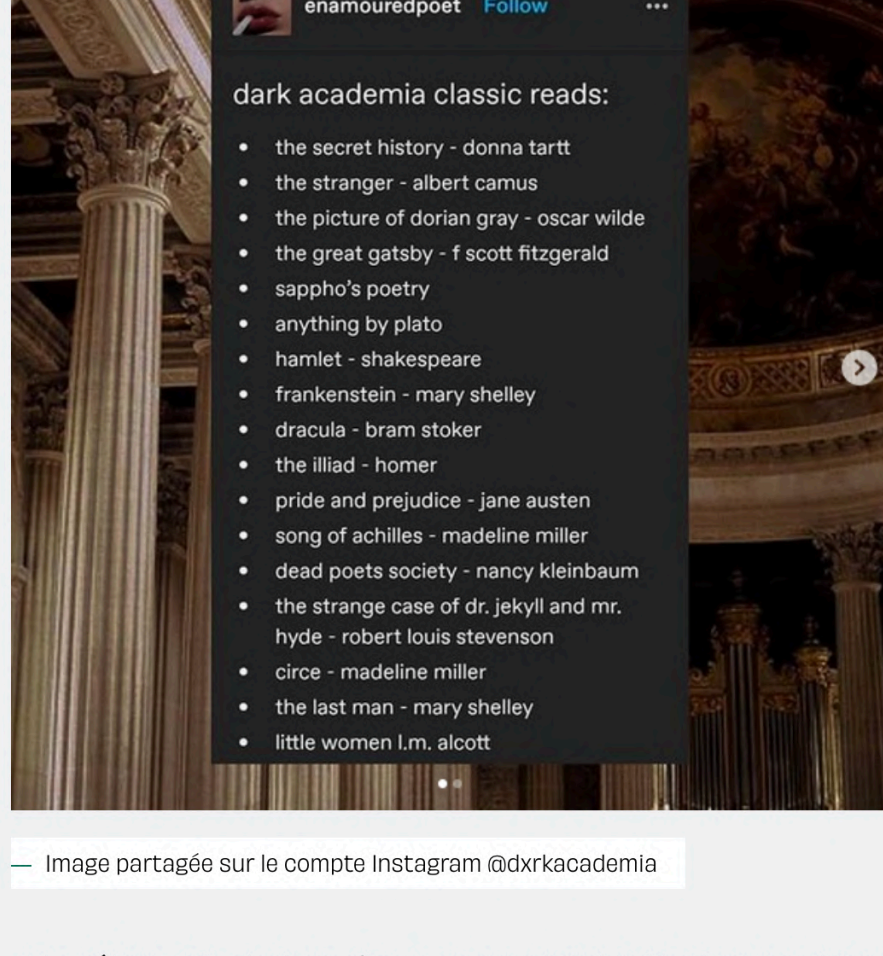 enamouredpoet Follow
dark academia classic reads:
the secret history - donna tartt
the stranger - albert camus
the picture of dorian gray - oscar wilde
the great gatsby - f scott fitzgerald
sappho's poetry
anything by plato
hamlet - shakespeare
frankenstein - mary shelley
dracula - bram stoker
the illiad - homer
pride and prejudice - jane austen
song of achilles - madeline miller
dead poets society - nancy kleinbaum
the strange case of dr. jekyll and mr.
hyde - robert louis stevenson
circe - madeline miller
the last man - mary shelley
little women l.m. alcott
— Image partagée sur le compte Instagram @dxrkacademia